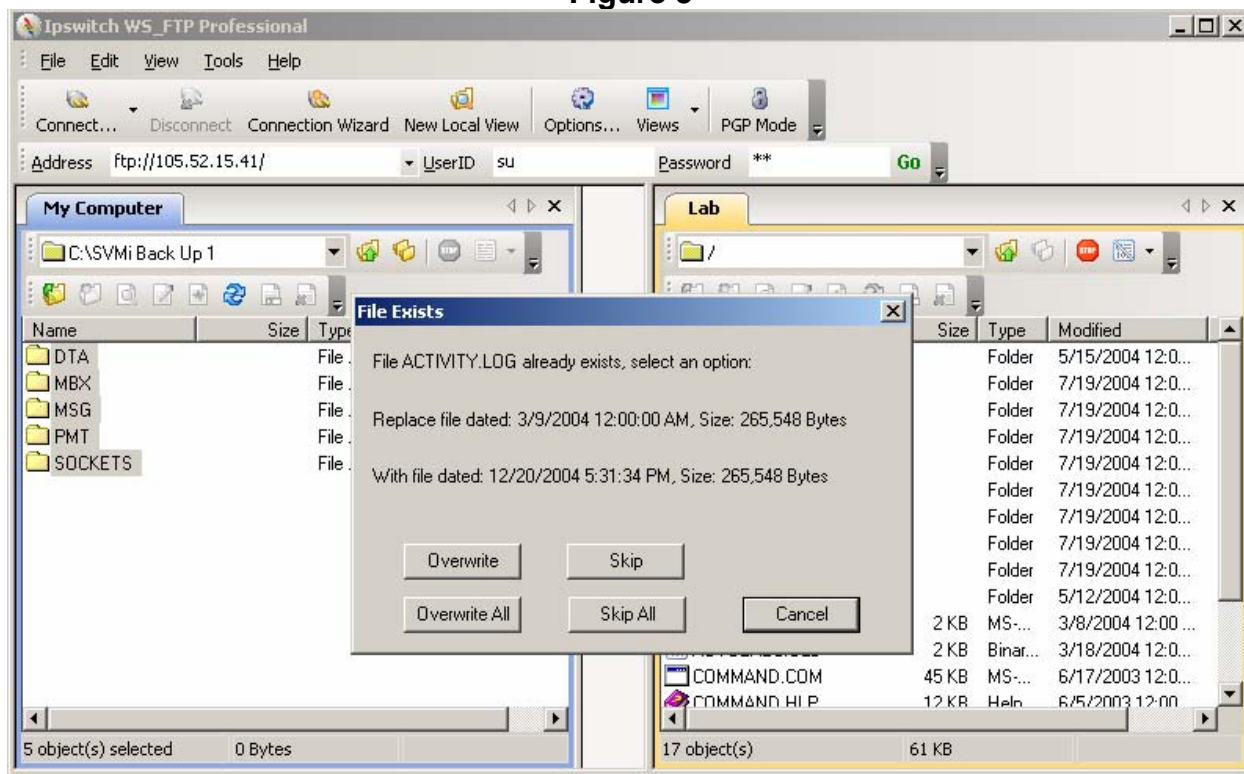 Ipswitch WS_FTP Professional
File Edit View Tools Help
Connect... Disconnect Connection Wizard New Local View Options... Views PGP Mode
Address ftp://105.52.15.41/ UserID su Password ** Go
My Computer
C:\SVMi Back Up 1
Name Size Type
DTA File
MBX File
MSG File
PMT File
SOCKETS File
5 object(s) selected 0 Bytes
Lab
/
Size Type Modified
Folder 5/15/2004 12:0...
Folder 7/19/2004 12:0...
Folder 7/19/2004 12:0...
Folder 7/19/2004 12:0...
Folder 7/19/2004 12:0...
Folder 7/19/2004 12:0...
Folder 7/19/2004 12:0...
Folder 7/19/2004 12:0...
Folder 7/19/2004 12:0...
Folder 5/12/2004 12:0...
2 KB MS-... 3/8/2004 12:00 ...
2 KB Binar... 3/18/2004 12:0...
COMMAND.COM 45 KB MS-... 6/17/2003 12:0...
COMMAND.HLP 12 KB Help 6/5/2003 12:00
17 object(s) 61 KB
File Exists
File ACTIVITY.LOG already exists, select an option:
Replace file dated: 3/9/2004 12:00:00 AM, Size: 265,548 Bytes
With file dated: 12/20/2004 5:31:34 PM, Size: 265,548 Bytes
Overwrite Skip
Overwrite All Skip All Cancel